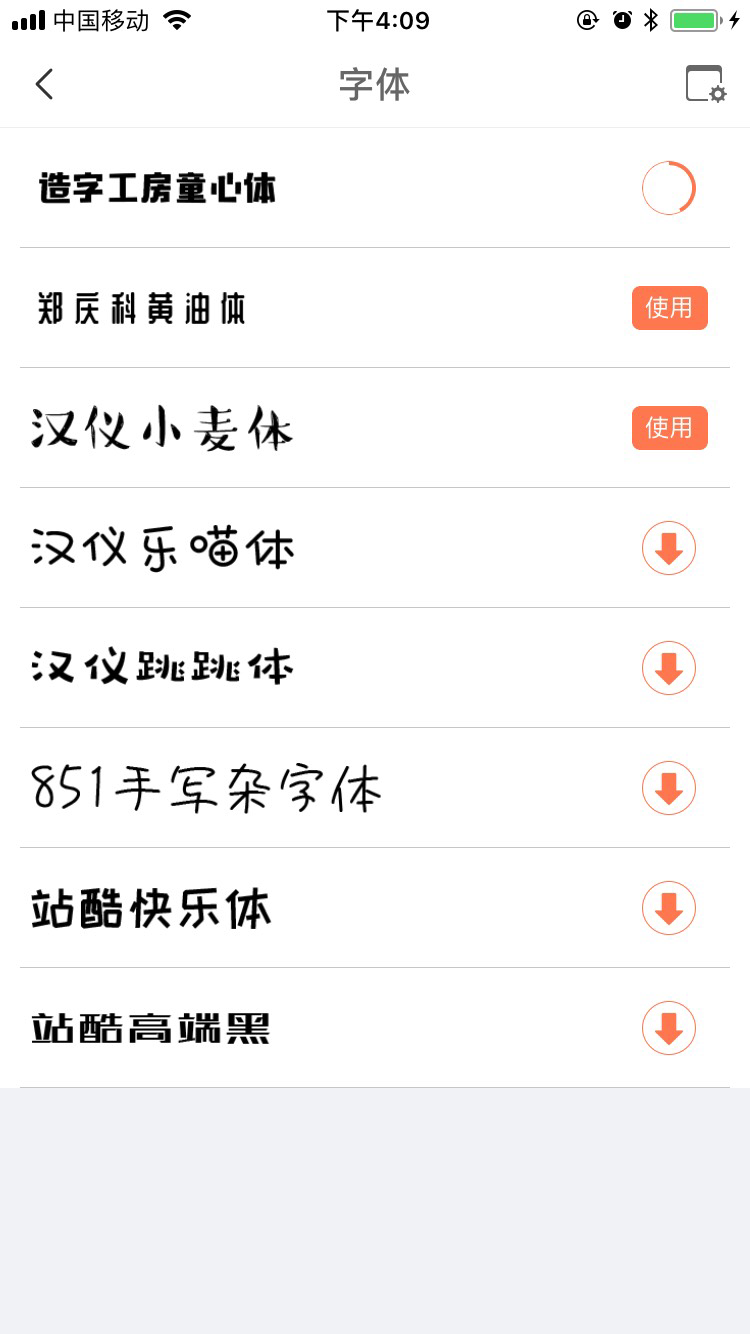 中国移动 下午4:09
字体
造字工房童心体
郑庆科黄油体 使用
汉仪小麦体 使用
汉仪乐喵体
汉仪跳跳体
851手写杂字体
站酷快乐体
站酷高端黑